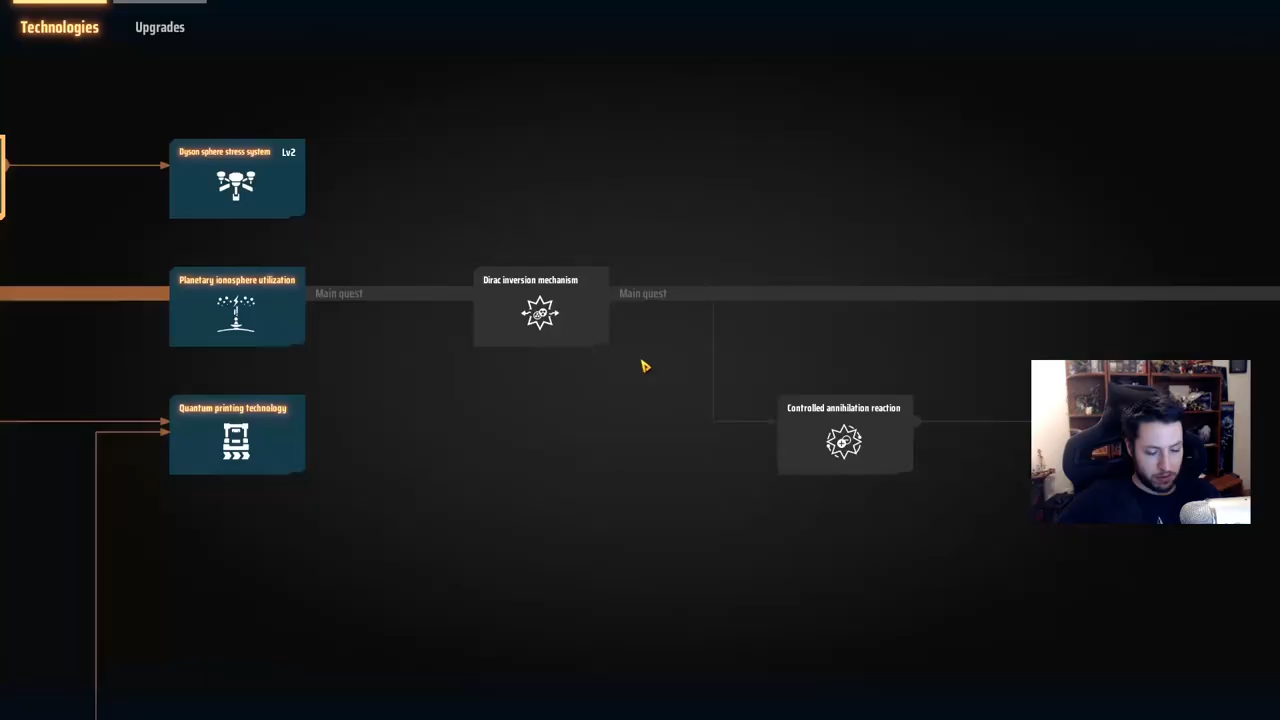 Technologies
Upgrades
Dyson sphere stress system Lv2
Planetary ionosphere utilization
Main quest
Dirac inversion mechanism
Main quest
Quantum printing technology
Controlled annihilation reaction